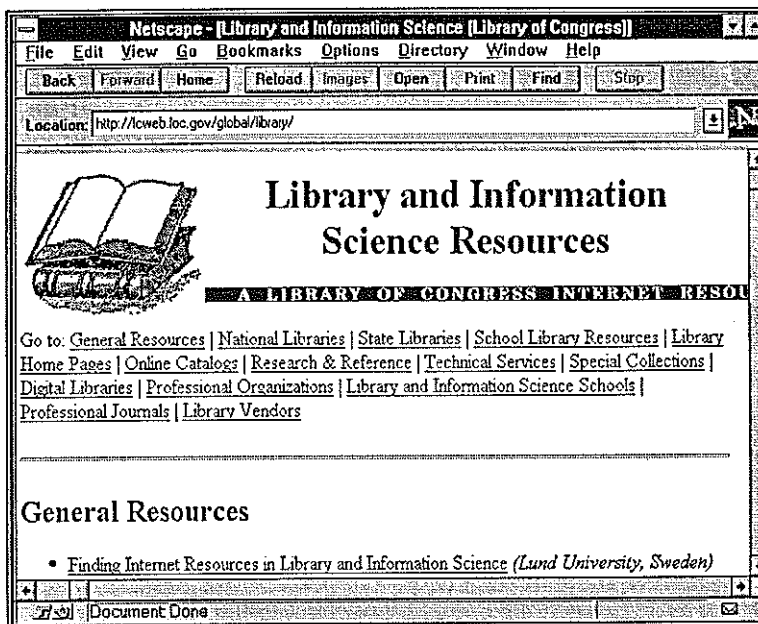 Netscape - [Library and Information Science (Library of Congress)]
File Edit View Go Bookmarks Options Directory Window Help
Back Forward Home Reload Images Open Print Find Stop
Location: http://lcweb.loc.gov/global/library/
N
Library and Information
Science Resources
A LIBRARY OF CONGRESS INTERNET RESOU
Go to: General Resources | National Libraries | State Libraries | School Library Resources | Library
Home Pages | Online Catalogs | Research & Reference | Technical Services | Special Collections |
Digital Libraries | Professional Organizations | Library and Information Science Schools |
Professional Journals | Library Vendors
General Resources
• Finding Internet Resources in Library and Information Science (Lund University, Sweden)
Document Done